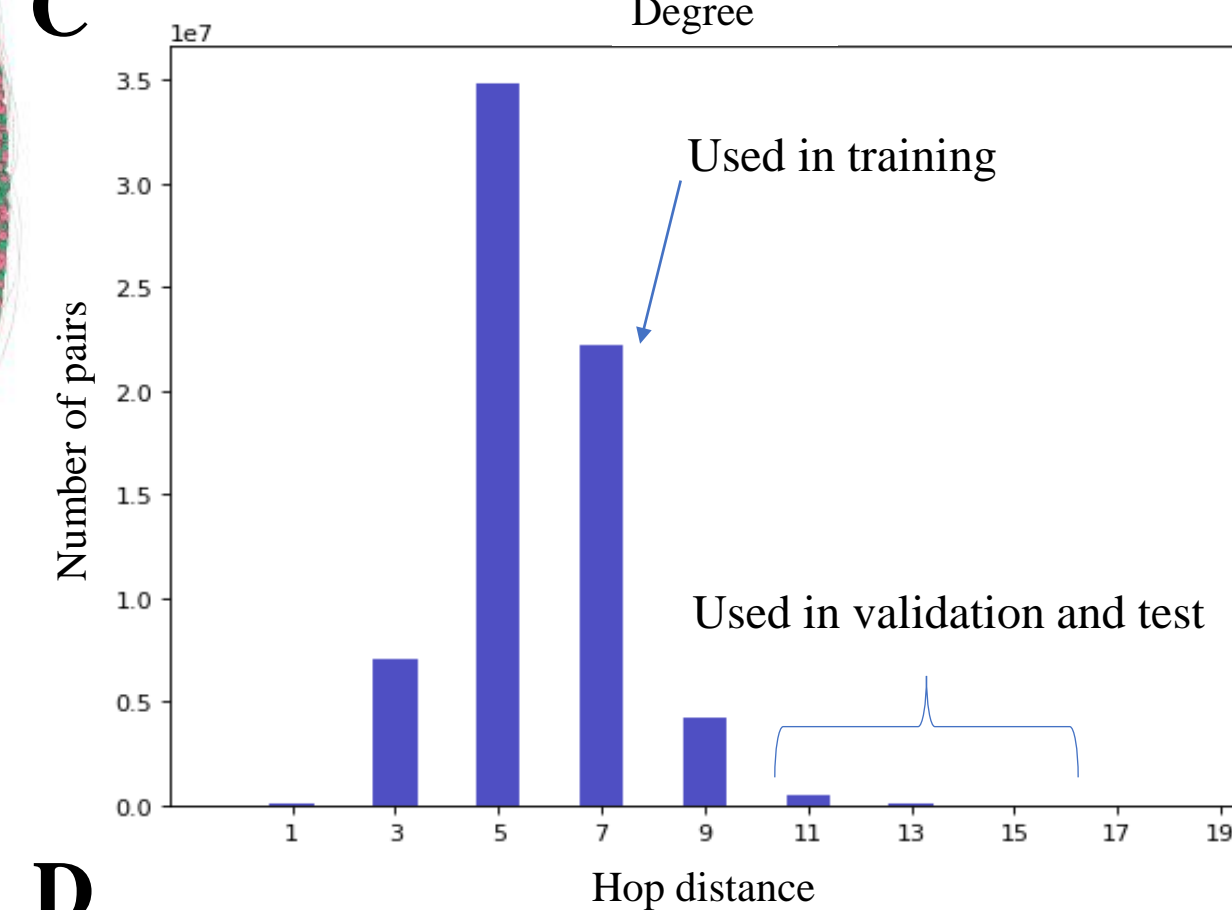 C
Degree
1e7
3.5
Used in training
3.0
2.5
2.0
Number of pairs
1.5
1.0
Used in validation and test
0.5
0.0
1 3 5 7 9 11 13 15 17 19
Hop distance
D